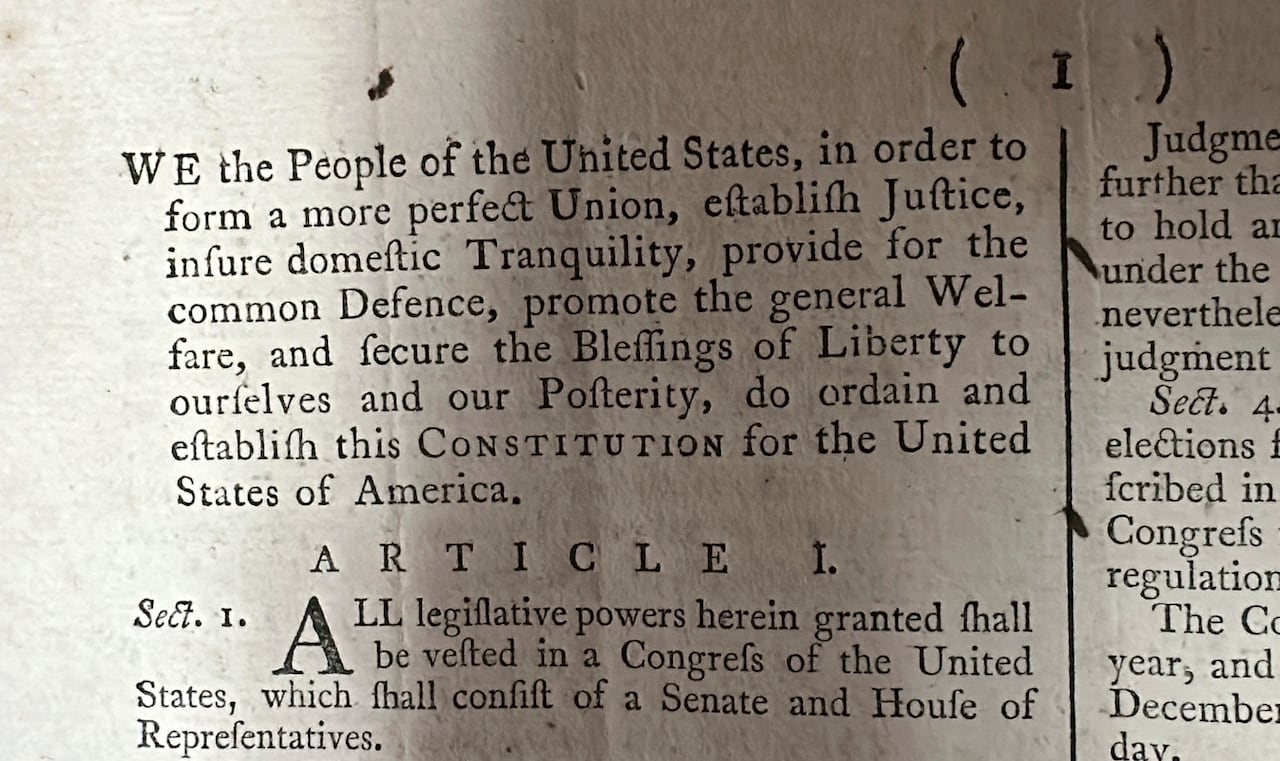 ( 1 )
WE the People of the United States, in order to
form a more perfect Union, eſtabliſh Juſtice,
inſure domeſtic Tranquility, provide for the
common Defence, promote the general Wel-
fare, and ſecure the Bleſſings of Liberty to
ourſelves and our Poſterity, do ordain and
eſtabliſh this CONSTITUTION for the United
States of America.
ARTICLE I.
Sect. 1. ALL legiſlative powers herein granted ſhall
be veſted in a Congreſs of the United
States, which ſhall conſiſt of a Senate and Houſe of
Repreſentatives.
Judgme
further tha
to hold an
under the
neverthele
judgment
Sect. 4.
elections f
ſcribed in
Congreſs
regulation
The Co
year, and
December
day.